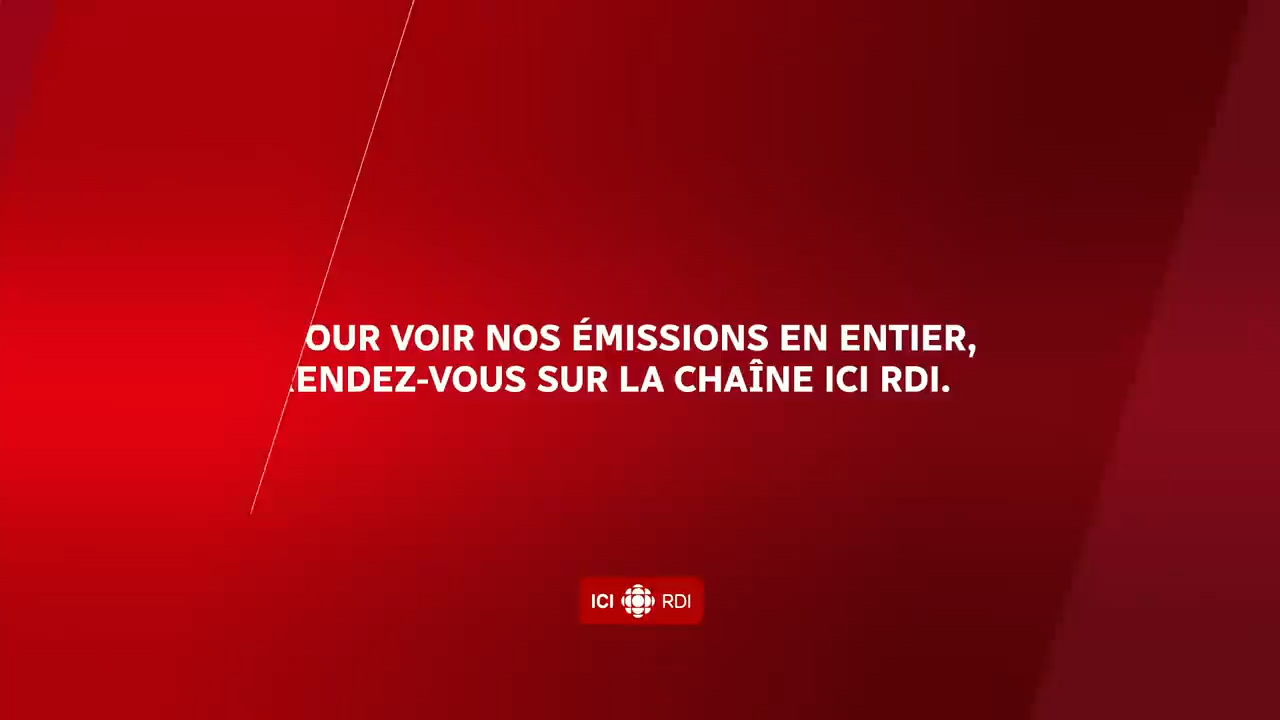 OUR VOIR NOS ÉMISSIONS EN ENTIER,
ENDEZ-VOUS SUR LA CHAÎNE ICI RDI.
ICI RDI